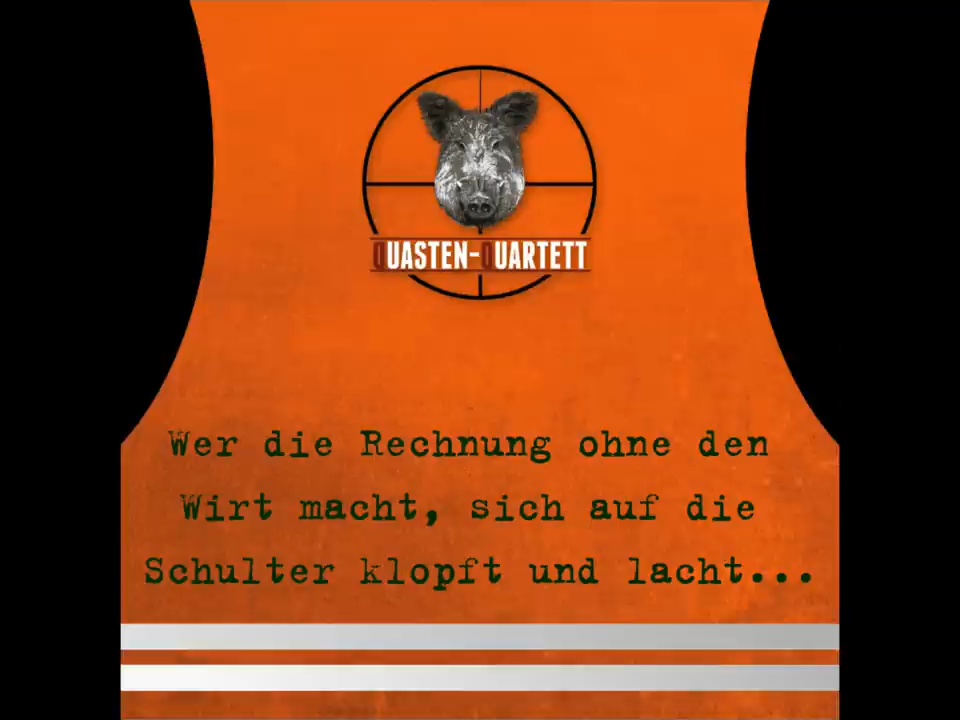 QUASTEN-QUARTETT
Wer die Rechnung ohne den
Wirt macht, sich auf die
Schulter klopft und lacht...